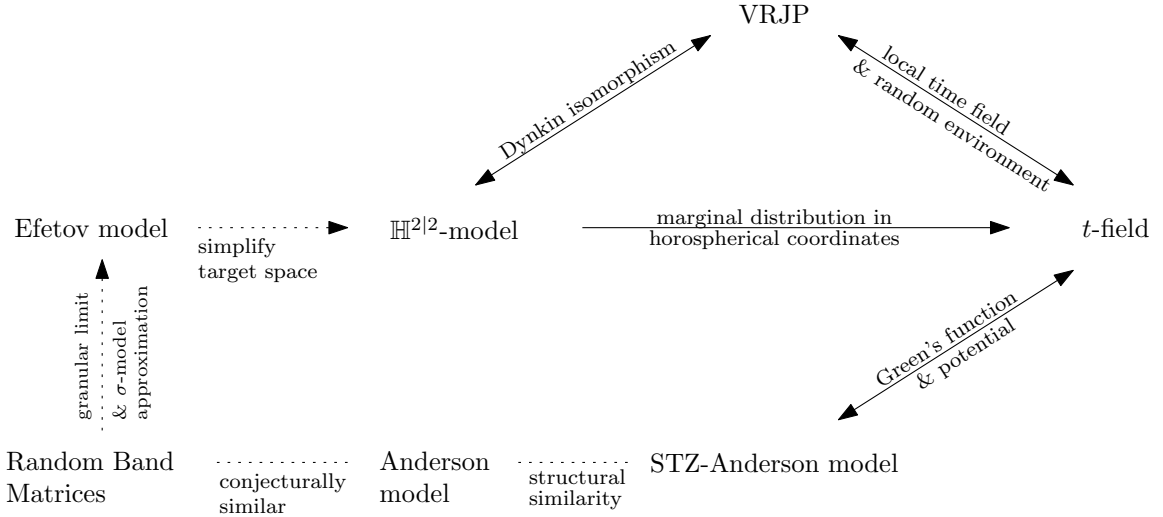 VRJP
Dynkin isomorphism
local time field
& random environment
Efetov model
simplify
target space
ℍ²|²-model
marginal distribution in
horospherical coordinates
t-field
granular limit
& σ-model
approximation
Green's function
& potential
Random Band
Matrices
conjecturally
similar
Anderson
model
structural
similarity
STZ-Anderson model